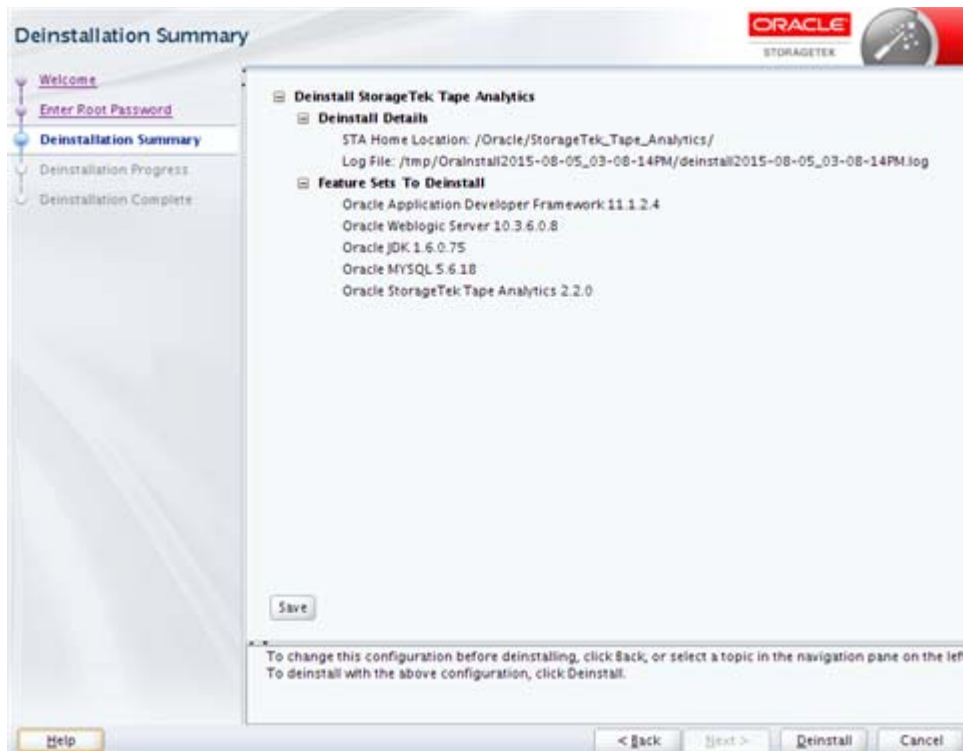 Deinstallation Summary
ORACLE
STORAGETEK
Welcome
Enter Root Password
Deinstallation Summary
Deinstallation Progress
Deinstallation Complete
Deinstall StorageTek Tape Analytics
Deinstall Details
STA Home Location: /Oracle/StorageTek_Tape_Analytics/
Log File: /tmp/OraInstall2015-08-05_03-08-14PM/deinstall2015-08-05_03-08-14PM.log
Feature Sets To Deinstall
Oracle Application Developer Framework 11.1.2.4
Oracle Weblogic Server 10.3.6.0.8
Oracle JDK 1.6.0.75
Oracle MYSQL 5.6.18
Oracle StorageTek Tape Analytics 2.2.0
Save
To change this configuration before deinstalling, click Back, or select a topic in the navigation pane on the left
To deinstall with the above configuration, click Deinstall.
Help
< Back
Next >
Deinstall
Cancel